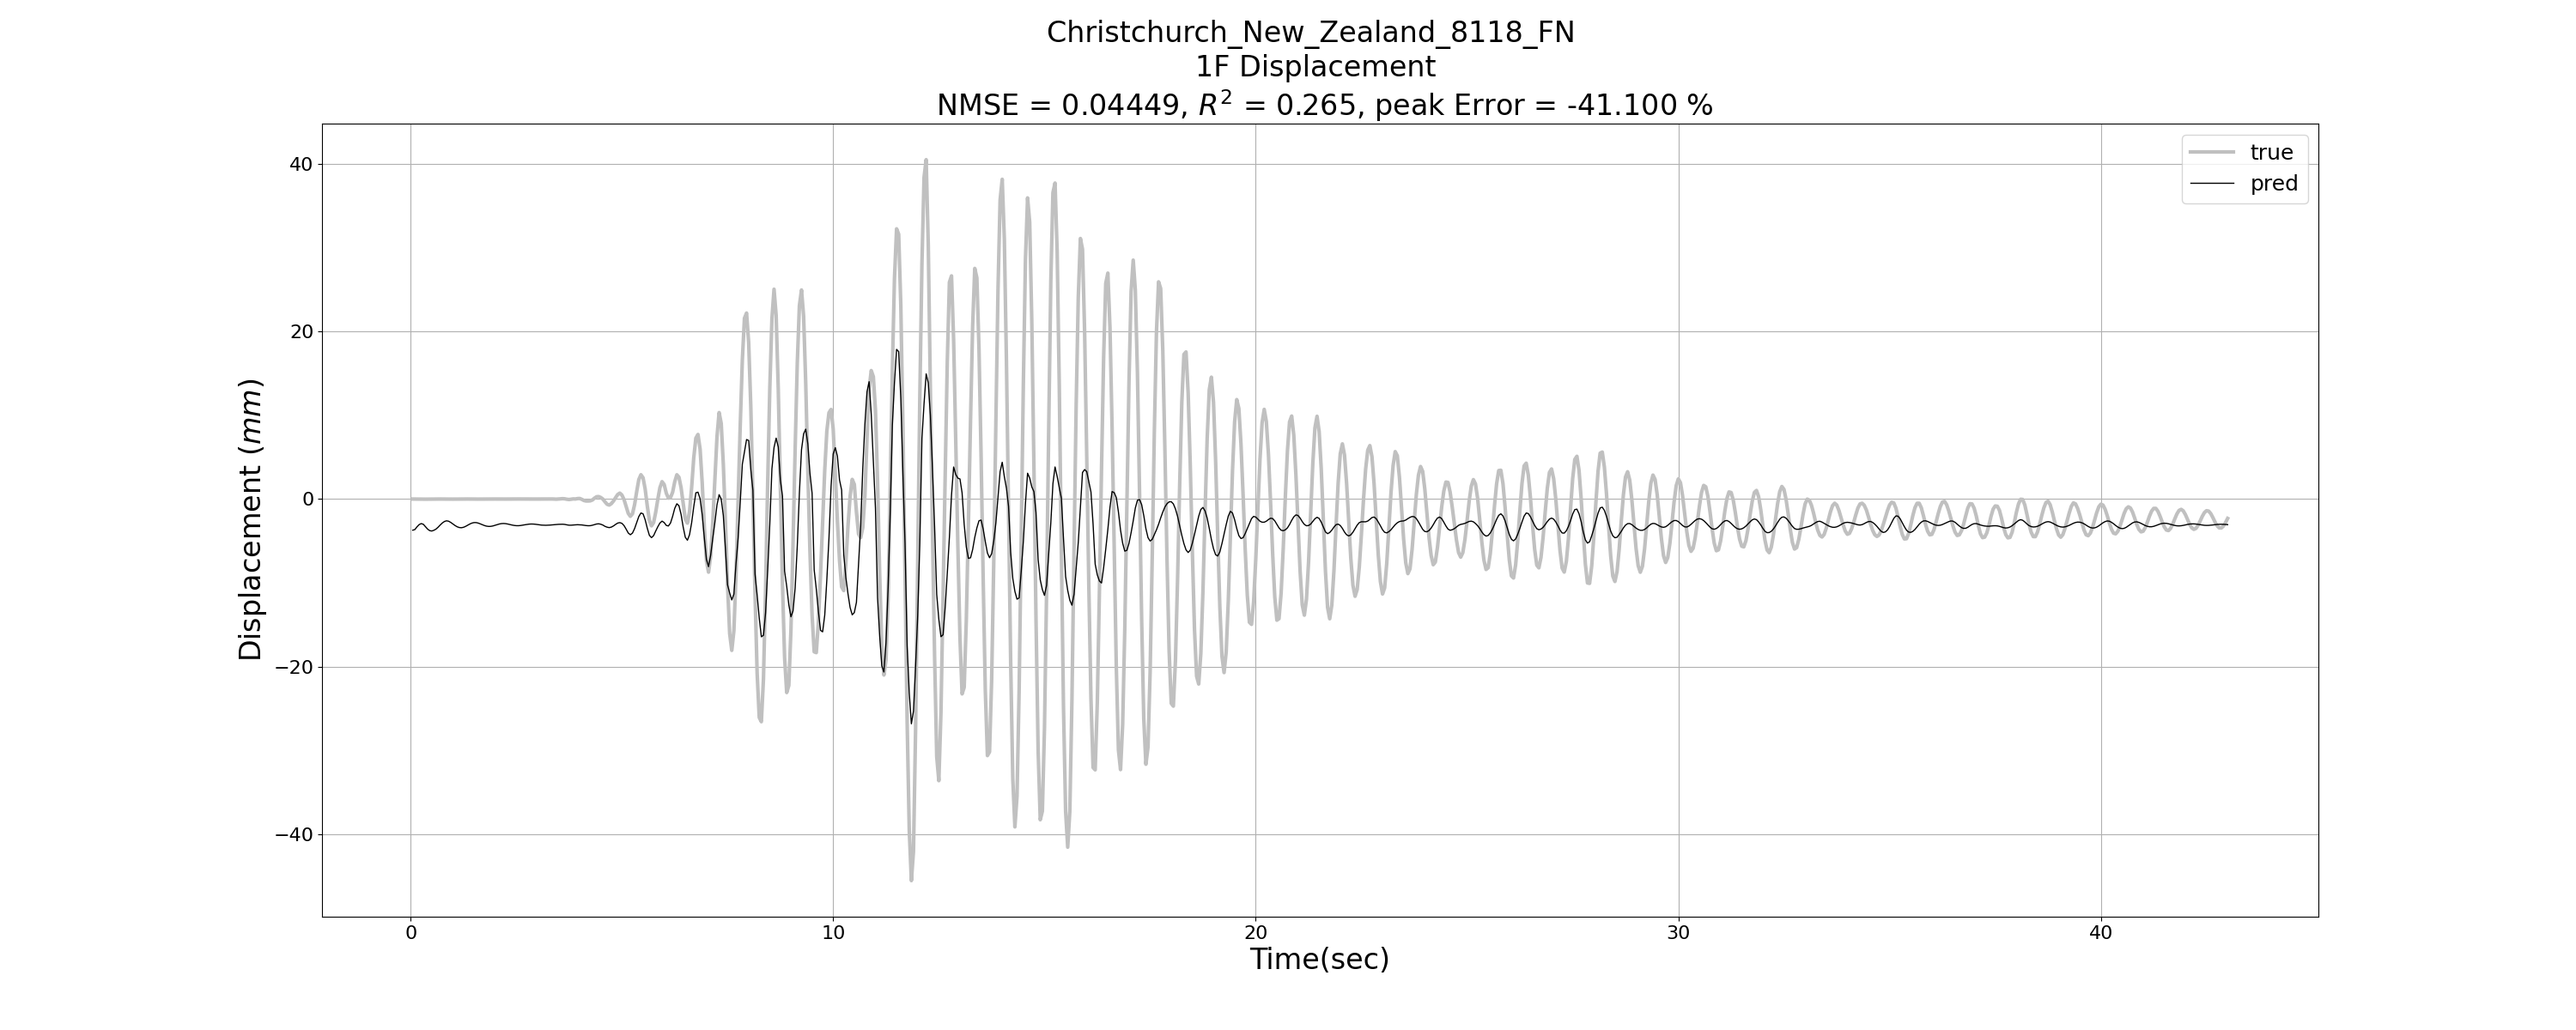 Christchurch_New_Zealand_8118_FN
1F Displacement
NMSE = 0.04449, R² = 0.265, peak Error = -41.100 %
true
pred
40
20
0
−20
−40
Displacement (mm)
0 10 20 30 40
Time(sec)